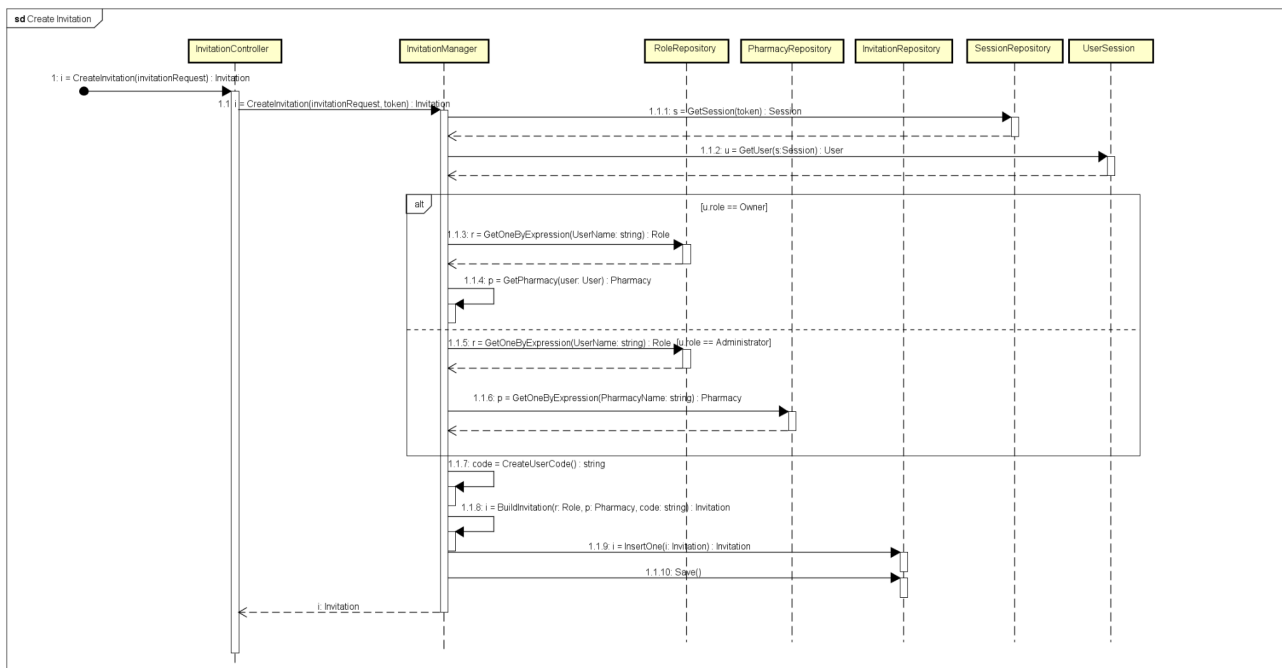 sd Create Invitation
InvitationController
InvitationManager
RoleRepository
PharmacyRepository
InvitationRepository
SessionRepository
UserSession
1: i = CreateInvitation(invitationRequest) : Invitation
1.1: i = CreateInvitation(invitationRequest, token) : Invitation
1.1.1: s = GetSession(token) : Session
1.1.2: u = GetUser(s:Session) : User
alt
[u.role == Owner]
1.1.3: r = GetOneByExpression(UserName: string) : Role
1.1.4: p = GetPharmacy(user: User) : Pharmacy
1.1.5: r = GetOneByExpression(UserName: string) : Role
[u.role == Administrator]
1.1.6: p = GetOneByExpression(PharmacyName: string) : Pharmacy
1.1.7: code = CreateUserCode() : string
1.1.8: i = BuildInvitation(r: Role, p: Pharmacy, code: string) : Invitation
1.1.9: i = InsertOne(i: Invitation) : Invitation
1.1.10: Save()
i: Invitation